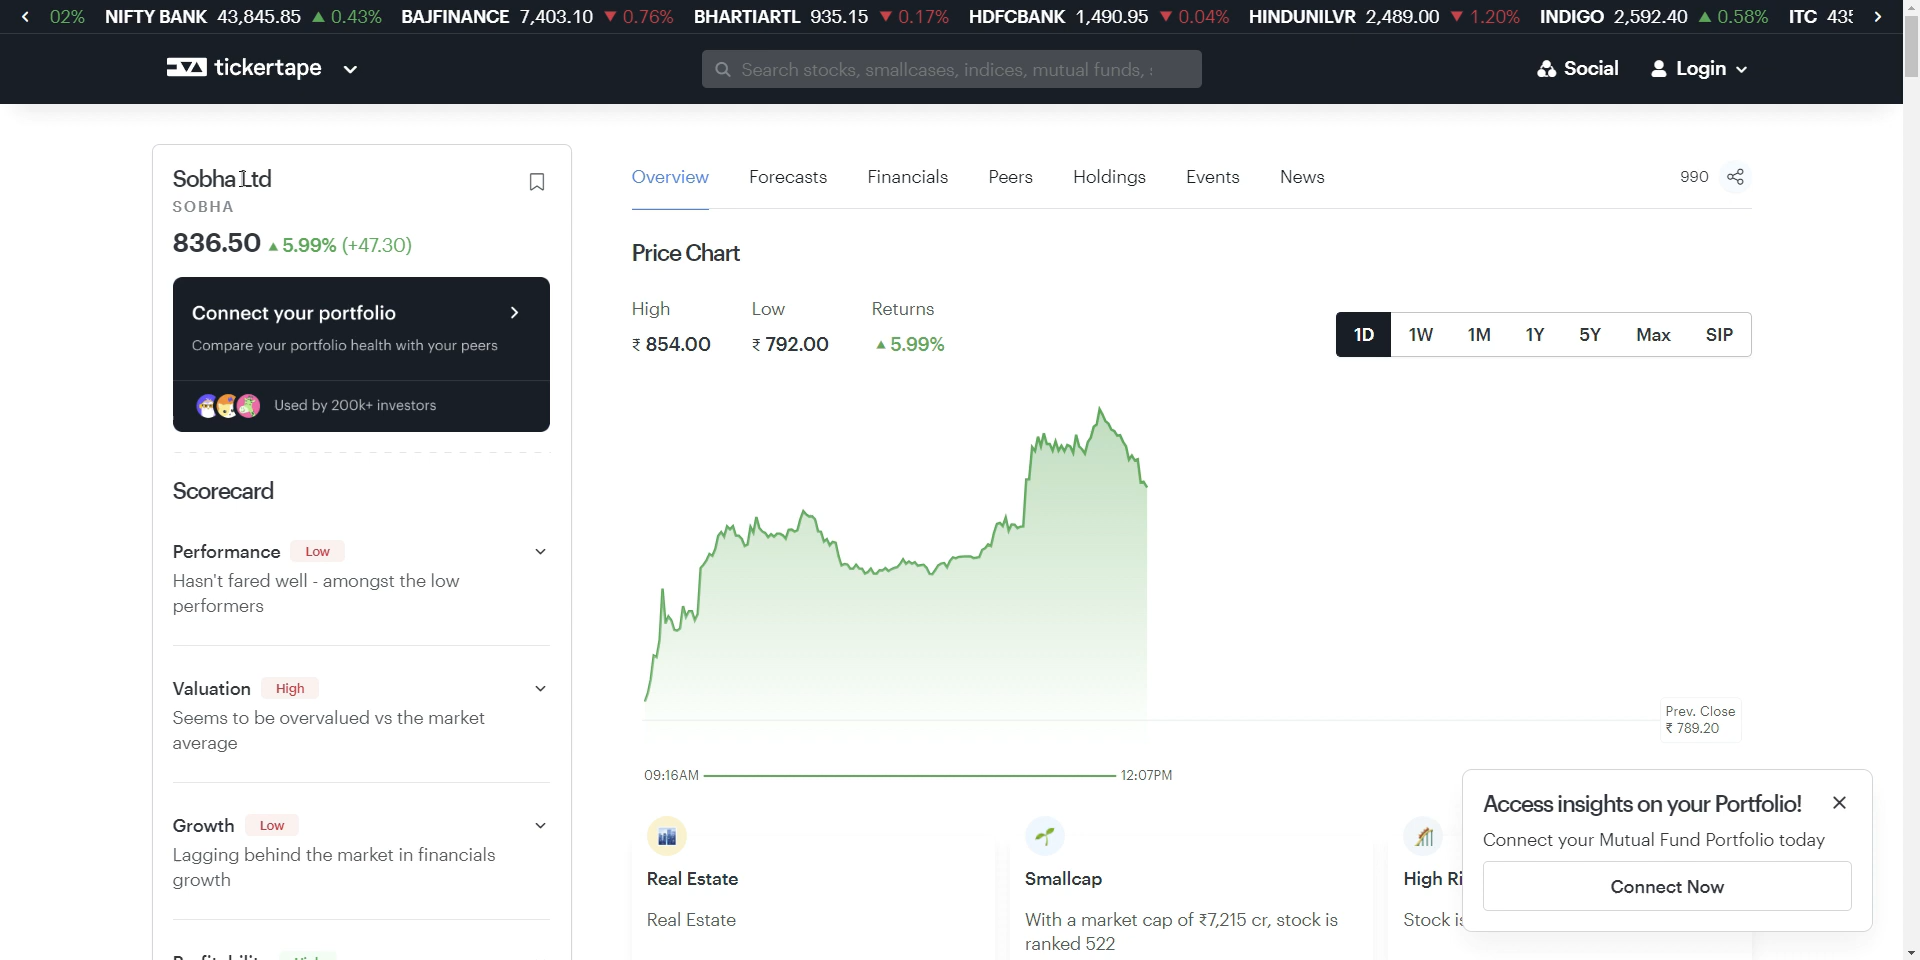 02% NIFTY BANK 43,845.85 ▲ 0.43% BAJFINANCE 7,403.10 ▼ 0.76% BHARTIARTL 935.15 ▼ 0.17% HDFCBANK 1,490.95 ▼ 0.04% HINDUNILVR 2,489.00 ▼ 1.20% INDIGO 2,592.40 ▲ 0.58% ITC
tickertape Search stocks, smallcases, indices, mutual funds, Social Login
Sobha Ltd
SOBHA
836.50 ▲ 5.99% (+47.30)
Connect your portfolio
Compare your portfolio health with your peers
Used by 200k+ investors
Scorecard
Performance Low
Hasn't fared well - amongst the low
performers
Valuation High
Seems to be overvalued vs the market
average
Growth Low
Lagging behind the market in financials
growth
Overview Forecasts Financials Peers Holdings Events News 990
Price Chart
High Low Returns
₹ 854.00 ₹ 792.00 ▲ 5.99%
1D 1W 1M 1Y 5Y Max SIP
Prev. Close
₹ 789.20
09:16AM 12:07PM
Real Estate
Real Estate
Smallcap
With a market cap of ₹7,215 cr, stock is
ranked 522
High Ri
Stock is
Access insights on your Portfolio!
Connect your Mutual Fund Portfolio today
Connect Now